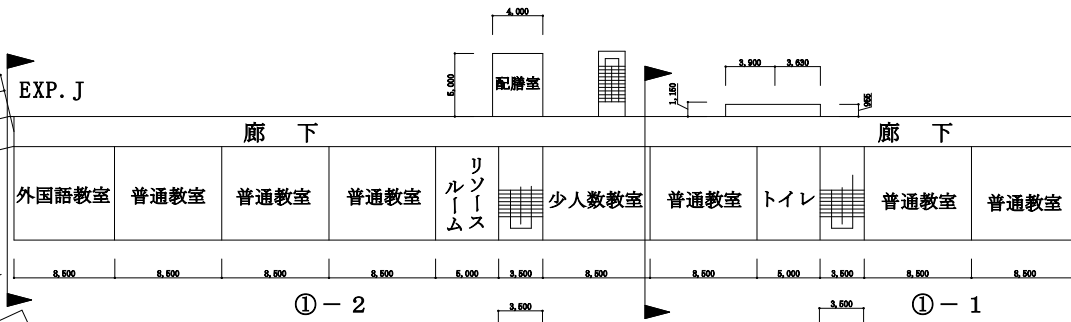 4,000
3,900 3,630
配膳室
5,000
1,150
955
EXP. J
廊 下
廊 下
外国語教室
普通教室
普通教室
普通教室
リソース
ルーム
少人数教室
普通教室
トイレ
普通教室
普通教室
8,500 8,500 8,500 8,500 5,000 3,500 8,500 8,500 5,000 3,500 8,500 8,500
①－２
①－１
3,500
3,500